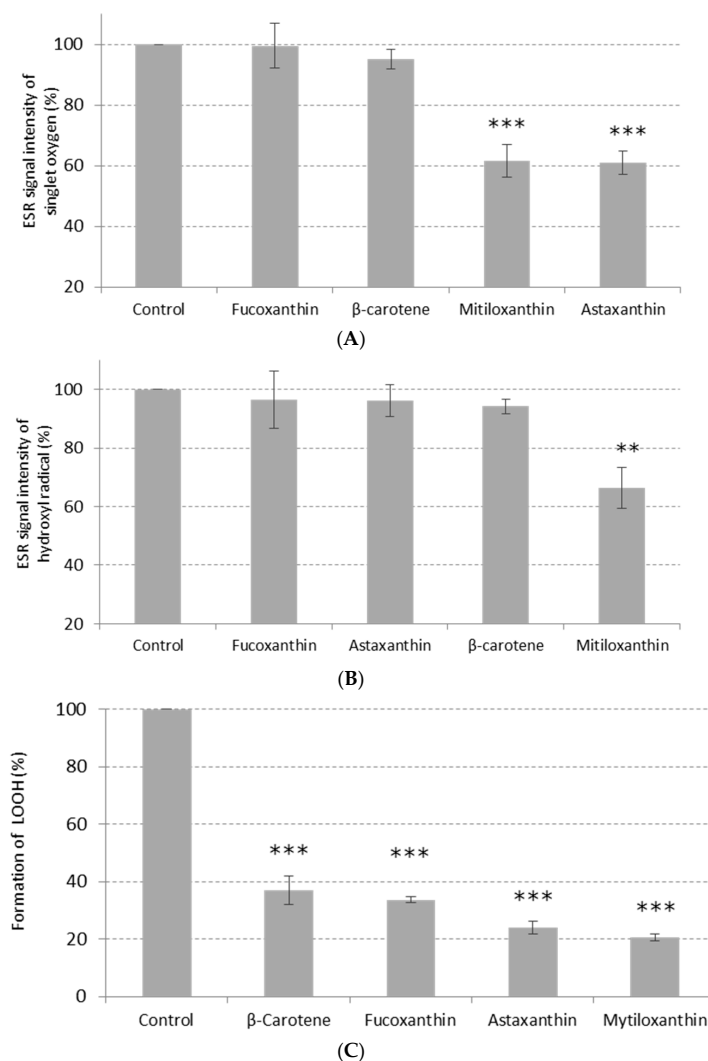 ESR signal intensity of
singlet oxygen (%)
100
80
60
40
20
***
***
Control Fucoxanthin β-carotene Mitiloxanthin Astaxanthin
(A)
ESR signal intensity of
hydroxyl radical (%)
100
80
60
40
20
**
Control Fucoxanthin Astaxanthin β-carotene Mitiloxanthin
(B)
Formation of LOOH (%)
100
80
60
40
20
0
***
***
***
***
Control β-Carotene Fucoxanthin Astaxanthin Mytiloxanthin
(C)